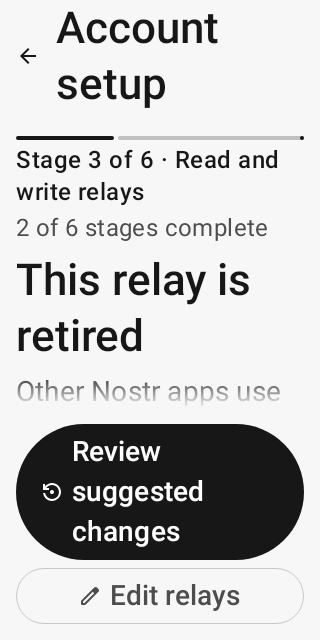 Account
setup
Stage 3 of 6 · Read and
write relays
2 of 6 stages complete
This relay is
retired
Other Nostr apps use
Review
suggested
changes
Edit relays